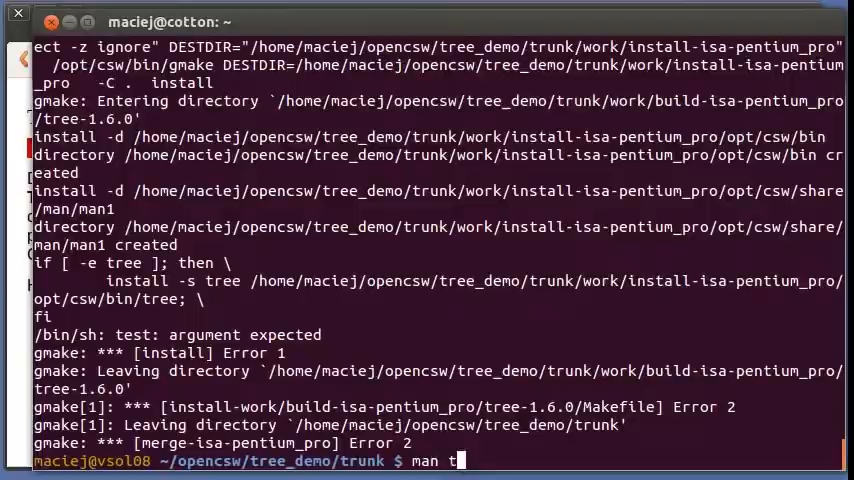 maciej@cotton: ~
ect -z ignore" DESTDIR="/home/maciej/opencsw/tree_demo/trunk/work/install-isa-pentium_pro"
  /opt/csw/bin/gmake DESTDIR=/home/maciej/opencsw/tree_demo/trunk/work/install-isa-pentium
_pro   -C .  install
gmake: Entering directory `/home/maciej/opencsw/tree_demo/trunk/work/build-isa-pentium_pro
/tree-1.6.0'
install -d /home/maciej/opencsw/tree_demo/trunk/work/install-isa-pentium_pro/opt/csw/bin
directory /home/maciej/opencsw/tree_demo/trunk/work/install-isa-pentium_pro/opt/csw/bin cr
eated
install -d /home/maciej/opencsw/tree_demo/trunk/work/install-isa-pentium_pro/opt/csw/share
/man/man1
directory /home/maciej/opencsw/tree_demo/trunk/work/install-isa-pentium_pro/opt/csw/share/
man/man1 created
if [ -e tree ]; then \
        install -s tree /home/maciej/opencsw/tree_demo/trunk/work/install-isa-pentium_pro/
opt/csw/bin/tree; \
fi
/bin/sh: test: argument expected
gmake: *** [install] Error 1
gmake: Leaving directory `/home/maciej/opencsw/tree_demo/trunk/work/build-isa-pentium_pro/
tree-1.6.0'
gmake[1]: *** [install-work/build-isa-pentium_pro/tree-1.6.0/Makefile] Error 2
gmake[1]: Leaving directory `/home/maciej/opencsw/tree_demo/trunk'
gmake: *** [merge-isa-pentium_pro] Error 2
maciej@vsol08 ~/opencsw/tree_demo/trunk $ man t